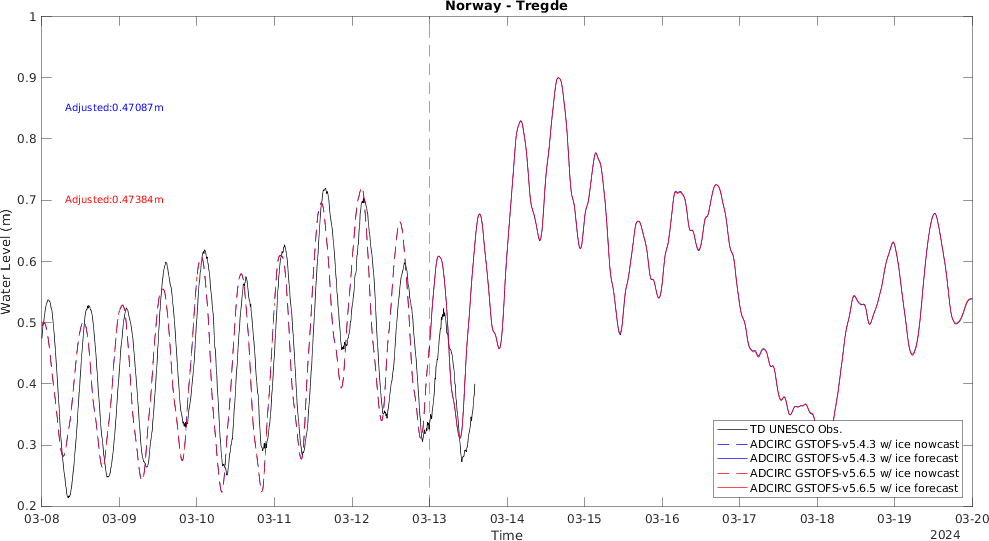 Norway - Tregde
1
0.9
Adjusted:0.47087m
0.8
0.7
Adjusted:0.47384m
0.6
Water Level (m)
0.5
0.4
0.3
0.2
TD UNESCO Obs.
ADCIRC GSTOFS-v5.4.3 w/ ice nowcast
ADCIRC GSTOFS-v5.4.3 w/ ice forecast
ADCIRC GSTOFS-v5.6.5 w/ ice nowcast
ADCIRC GSTOFS-v5.6.5 w/ ice forecast
03-08 03-09 03-10 03-11 03-12 03-13 03-14 03-15 03-16 03-17 03-18 03-19 03-20
Time
2024